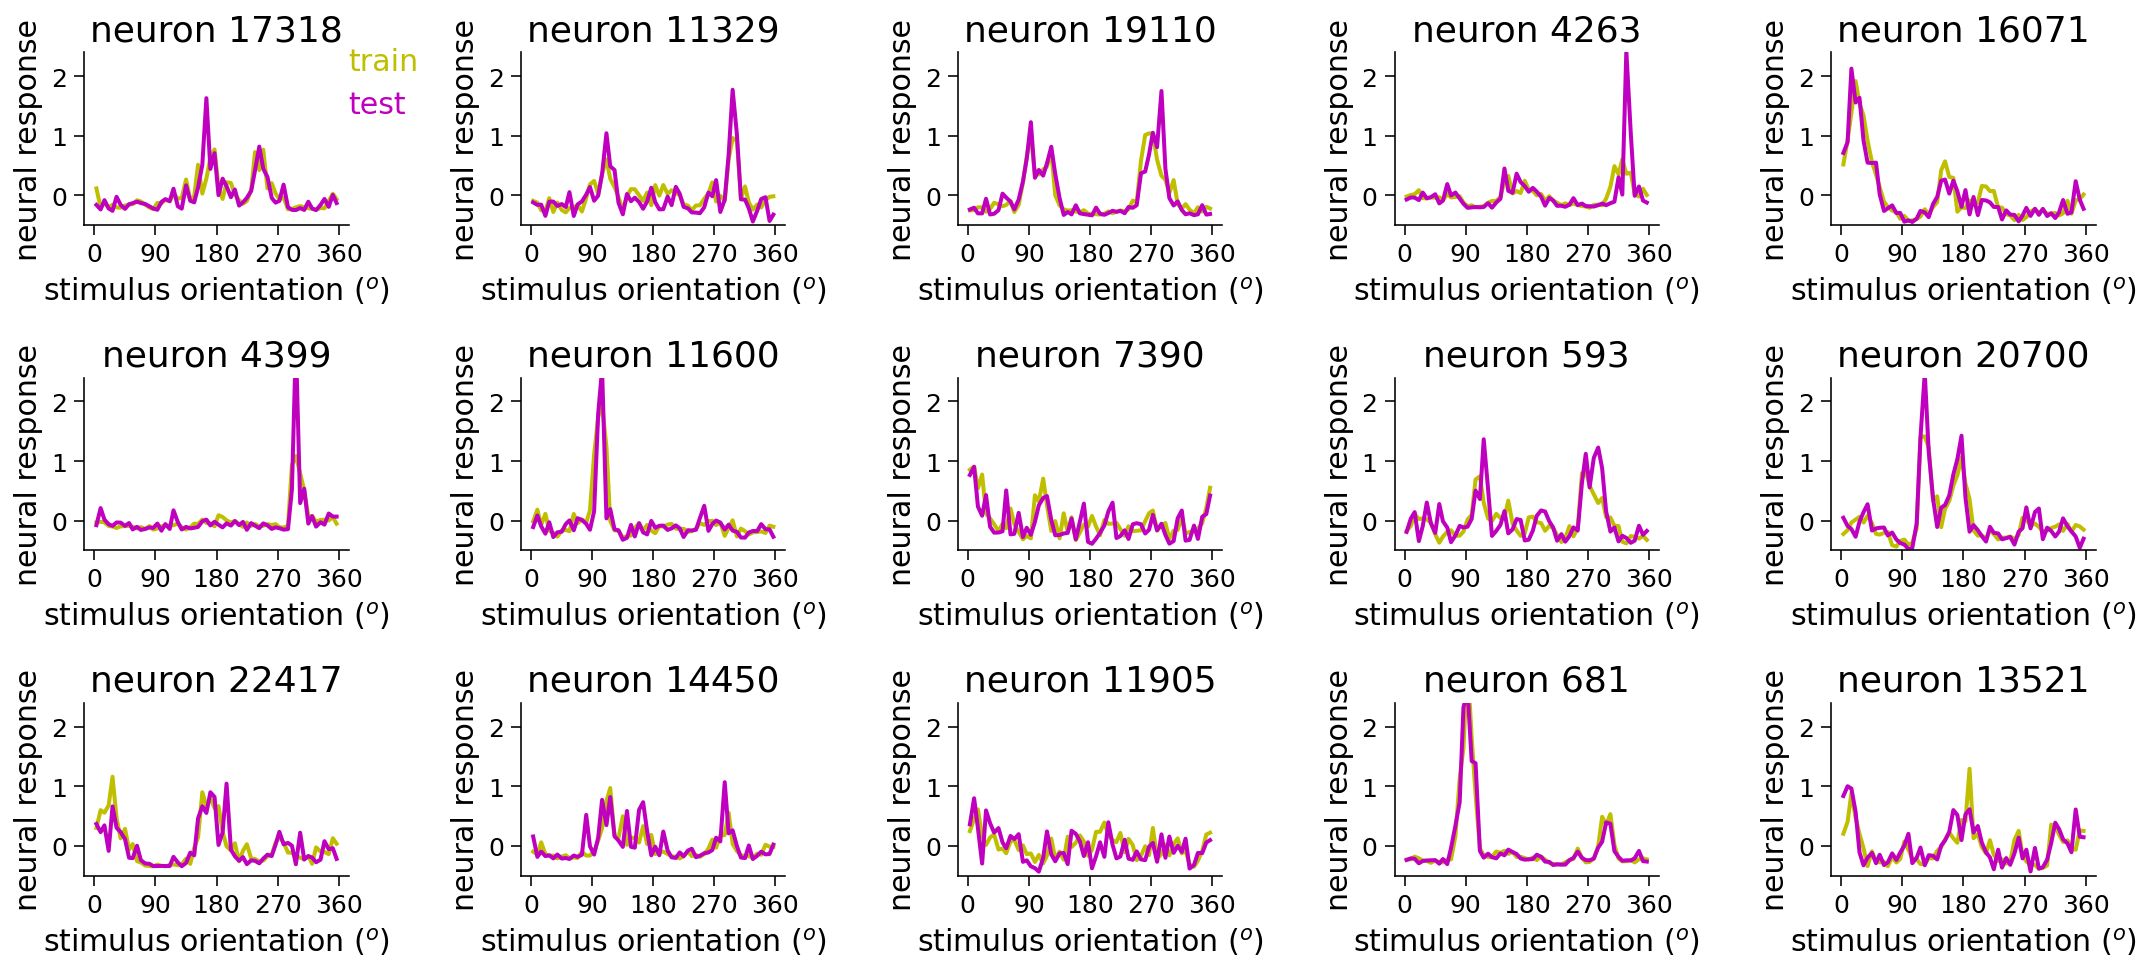 neuron 17318
neural response
2
1
0
0 90 180 270 360
stimulus orientation (°)
train
test
neuron 11329
neural response
2
1
0
0 90 180 270 360
stimulus orientation (°)
neuron 19110
neural response
2
1
0
0 90 180 270 360
stimulus orientation (°)
neuron 4263
neural response
2
1
0
0 90 180 270 360
stimulus orientation (°)
neuron 16071
neural response
2
1
0
0 90 180 270 360
stimulus orientation (°)
neuron 4399
neural response
2
1
0
0 90 180 270 360
stimulus orientation (°)
neuron 11600
neural response
2
1
0
0 90 180 270 360
stimulus orientation (°)
neuron 7390
neural response
2
1
0
0 90 180 270 360
stimulus orientation (°)
neuron 593
neural response
2
1
0
0 90 180 270 360
stimulus orientation (°)
neuron 20700
neural response
2
1
0
0 90 180 270 360
stimulus orientation (°)
neuron 22417
neural response
2
1
0
0 90 180 270 360
stimulus orientation (°)
neuron 14450
neural response
2
1
0
0 90 180 270 360
stimulus orientation (°)
neuron 11905
neural response
2
1
0
0 90 180 270 360
stimulus orientation (°)
neuron 681
neural response
2
1
0
0 90 180 270 360
stimulus orientation (°)
neuron 13521
neural response
2
1
0
0 90 180 270 360
stimulus orientation (°)